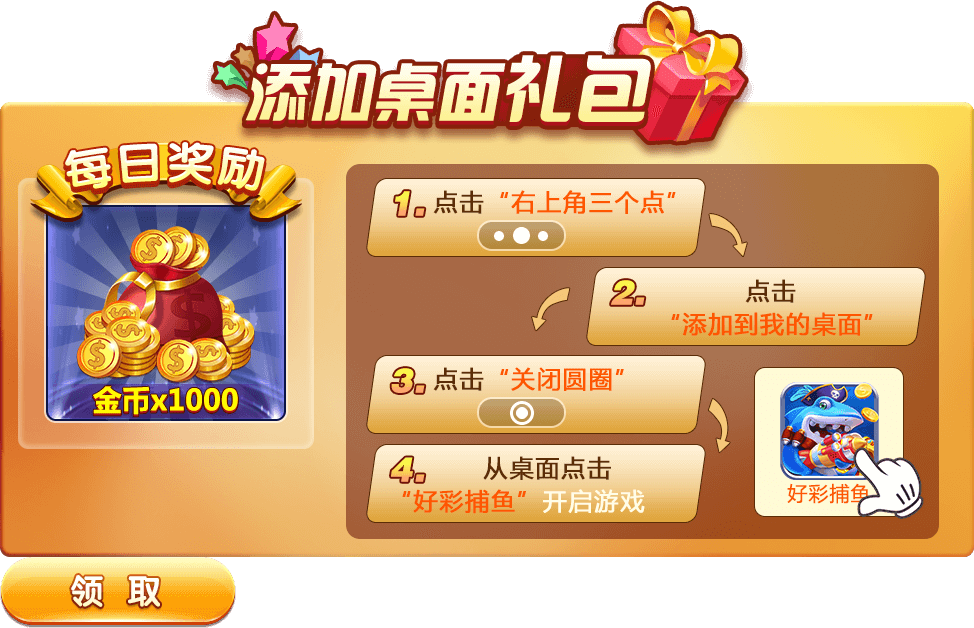 添加桌面礼包
每日奖励
金币x1000
1.点击“右上角三个点”
2.点击
“添加到我的桌面”
3.点击“关闭圆圈”
4.从桌面点击
“好彩捕鱼”开启游戏
好彩捕鱼
领取